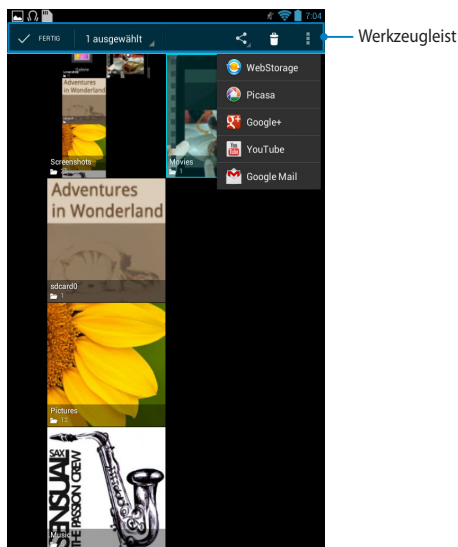 7:04
FERTIG
1 ausgewählt
Werkzeugleist
WebStorage
Picasa
Google+
YouTube
Google Mail
Adventures
in Wonderland
Screenshots
Movies
1
Adventures
in Wonderland
sdcard0
1
Pictures
13
SAX
SENSUAL
THE PASSION CREW
Music